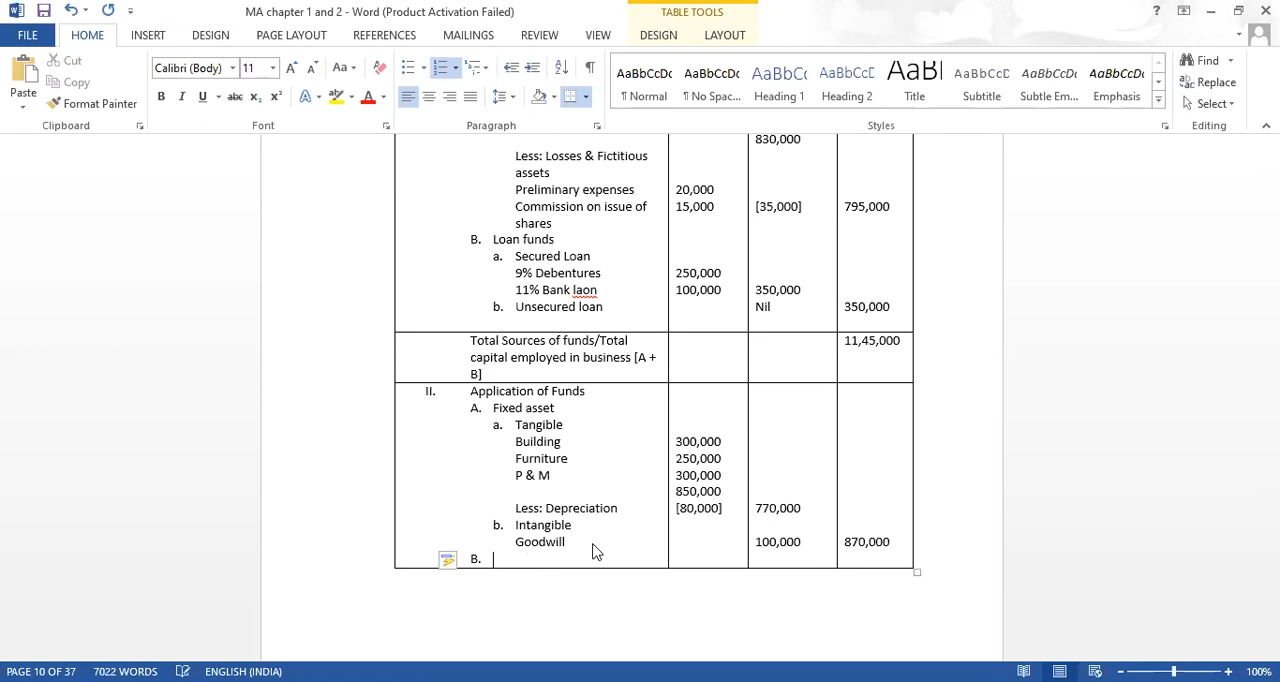 MA chapter 1 and 2 - Word (Product Activation Failed)
TABLE TOOLS
FILE HOME INSERT DESIGN PAGE LAYOUT REFERENCES MAILINGS REVIEW VIEW DESIGN LAYOUT
Paste
Cut
Copy
Format Painter
Clipboard
Calibri (Body) 11
Font
Paragraph
AaBbCcDc AaBbCcDc AaBbCc AaBbCcC AaBl AaBbCcD AaBbCcDc AaBbCcDc
¶ Normal ¶ No Spac... Heading 1 Heading 2 Title Subtitle Subtle Em... Emphasis
Styles
Find
Replace
Select
Editing
830,000
Less: Losses & Fictitious
assets
Preliminary expenses 20,000
Commission on issue of 15,000 [35,000] 795,000
shares
B. Loan funds
a. Secured Loan
9% Debentures 250,000
11% Bank laon 100,000 350,000
b. Unsecured loan Nil 350,000
Total Sources of funds/Total 11,45,000
capital employed in business [A +
B]
II. Application of Funds
A. Fixed asset
a. Tangible
Building 300,000
Furniture 250,000
P & M 300,000
850,000
Less: Depreciation [80,000] 770,000
b. Intangible
Goodwill 100,000 870,000
B.
PAGE 10 OF 37 7022 WORDS ENGLISH (INDIA) 100%